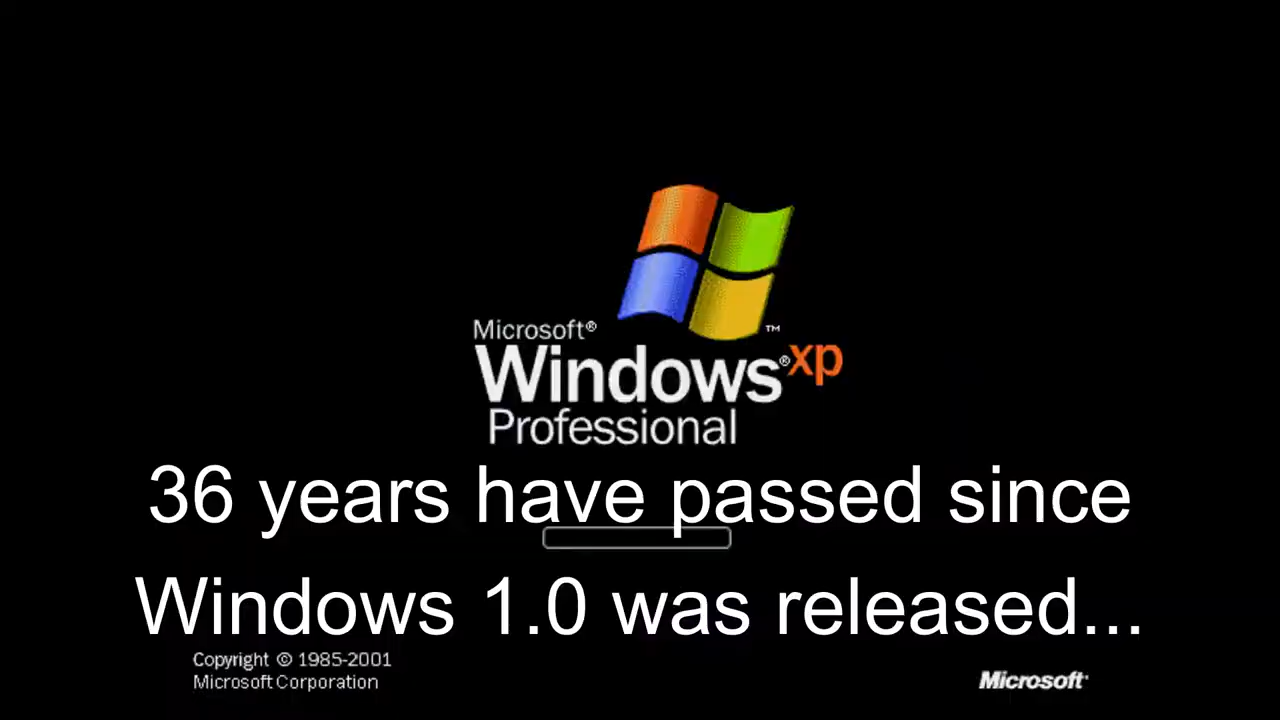 Microsoft®
Windows® xp
™
Professional
36 years have passed since
Windows 1.0 was released...
Copyright © 1985-2001
Microsoft Corporation
Microsoft